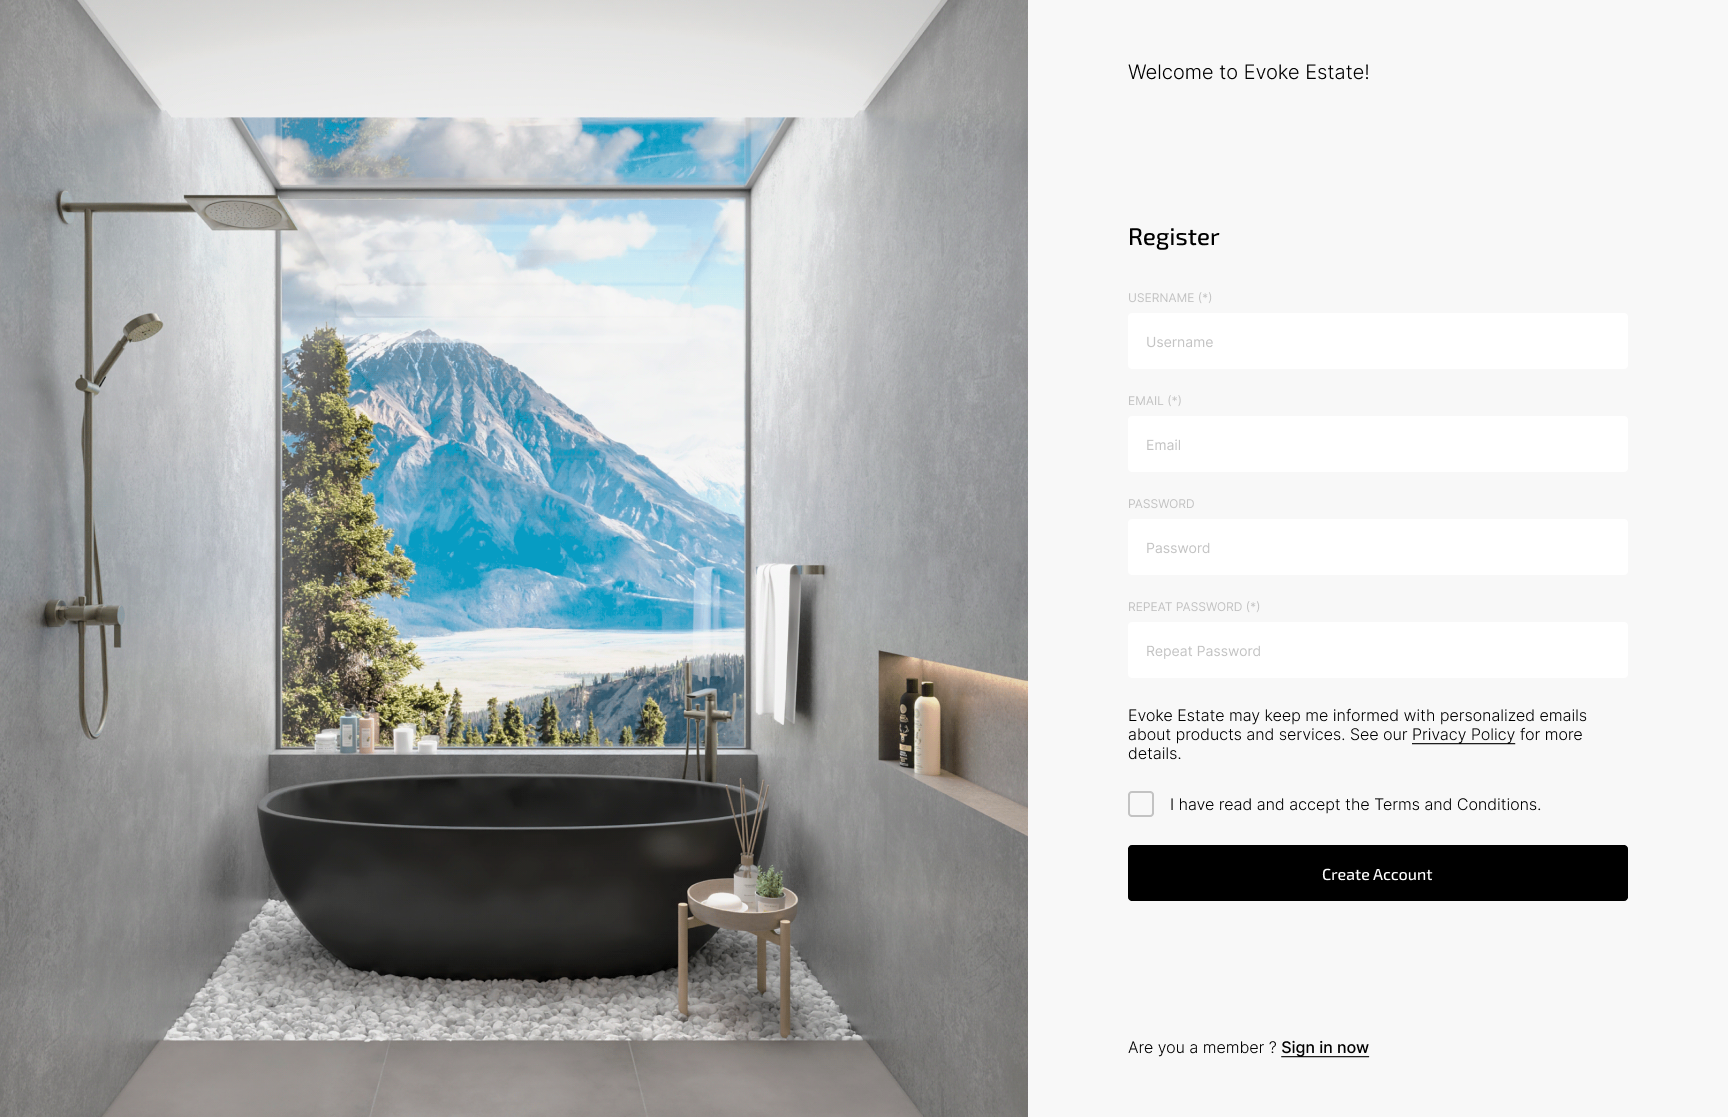 Welcome to Evoke Estate!
Register
USERNAME (*)
Username
EMAIL (*)
Email
PASSWORD
Password
REPEAT PASSWORD (*)
Repeat Password
Evoke Estate may keep me informed with personalized emails
about products and services. See our Privacy Policy for more
details.
I have read and accept the Terms and Conditions.
Create Account
Are you a member ? Sign in now